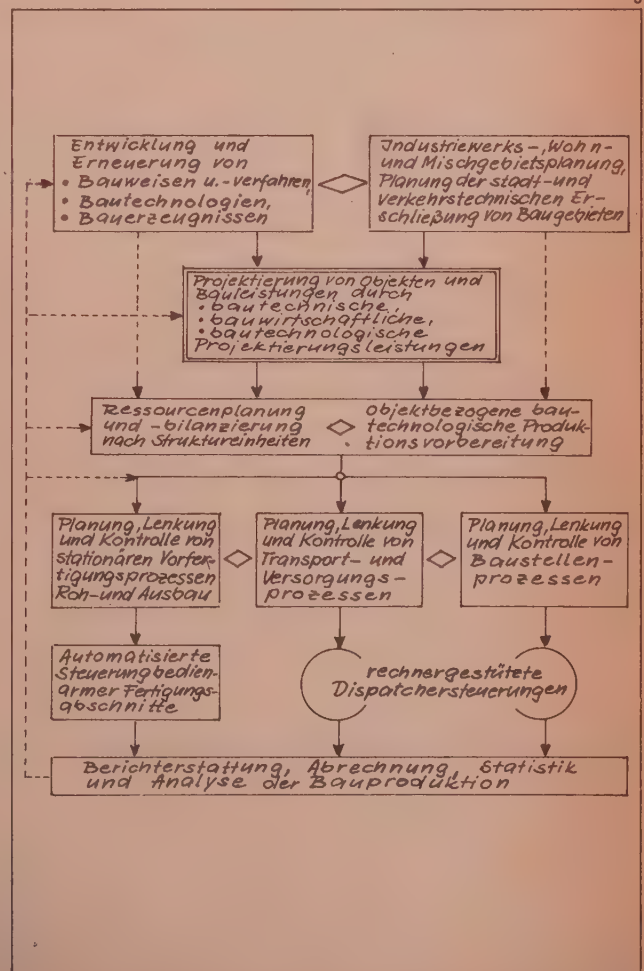 Entwicklung und
Erneuerung von
• Bauweisen u.-verfahren,
• Bautechnologien,
• Bauerzeugnissen
Industriewerks-, Wohn-
und Mischgebietsplanung,
Planung der stadt- und
verkehrstechnischen Er-
schließung von Baugebieten
Projektierung von Objekten und
Bauleistungen durch
• bautechnische,
• bauwirtschaftliche,
• bautechnologische
Projektierungsleistungen
Ressourcenplanung
und -bilanzierung
nach Struktureinheiten
objektbezogene bau-
technologische Produk-
tionsvorbereitung
Planung, Lenkung
und Kontrolle von
stationären Vorfer-
tigungsprozessen
Roh- und Ausbau
Planung, Lenkung
und Kontrolle von
Transport- und
Versorgungs-
prozessen
Planung, Lenkung
und Kontrolle von
Baustellen-
prozessen
Automatisierte
Steuerung bedien-
armer Fertigungs-
abschnitte
rechnergestützte
Dispatchersteuerungen
Berichterstattung, Abrechnung, Statistik
und Analyse der Bauproduktion